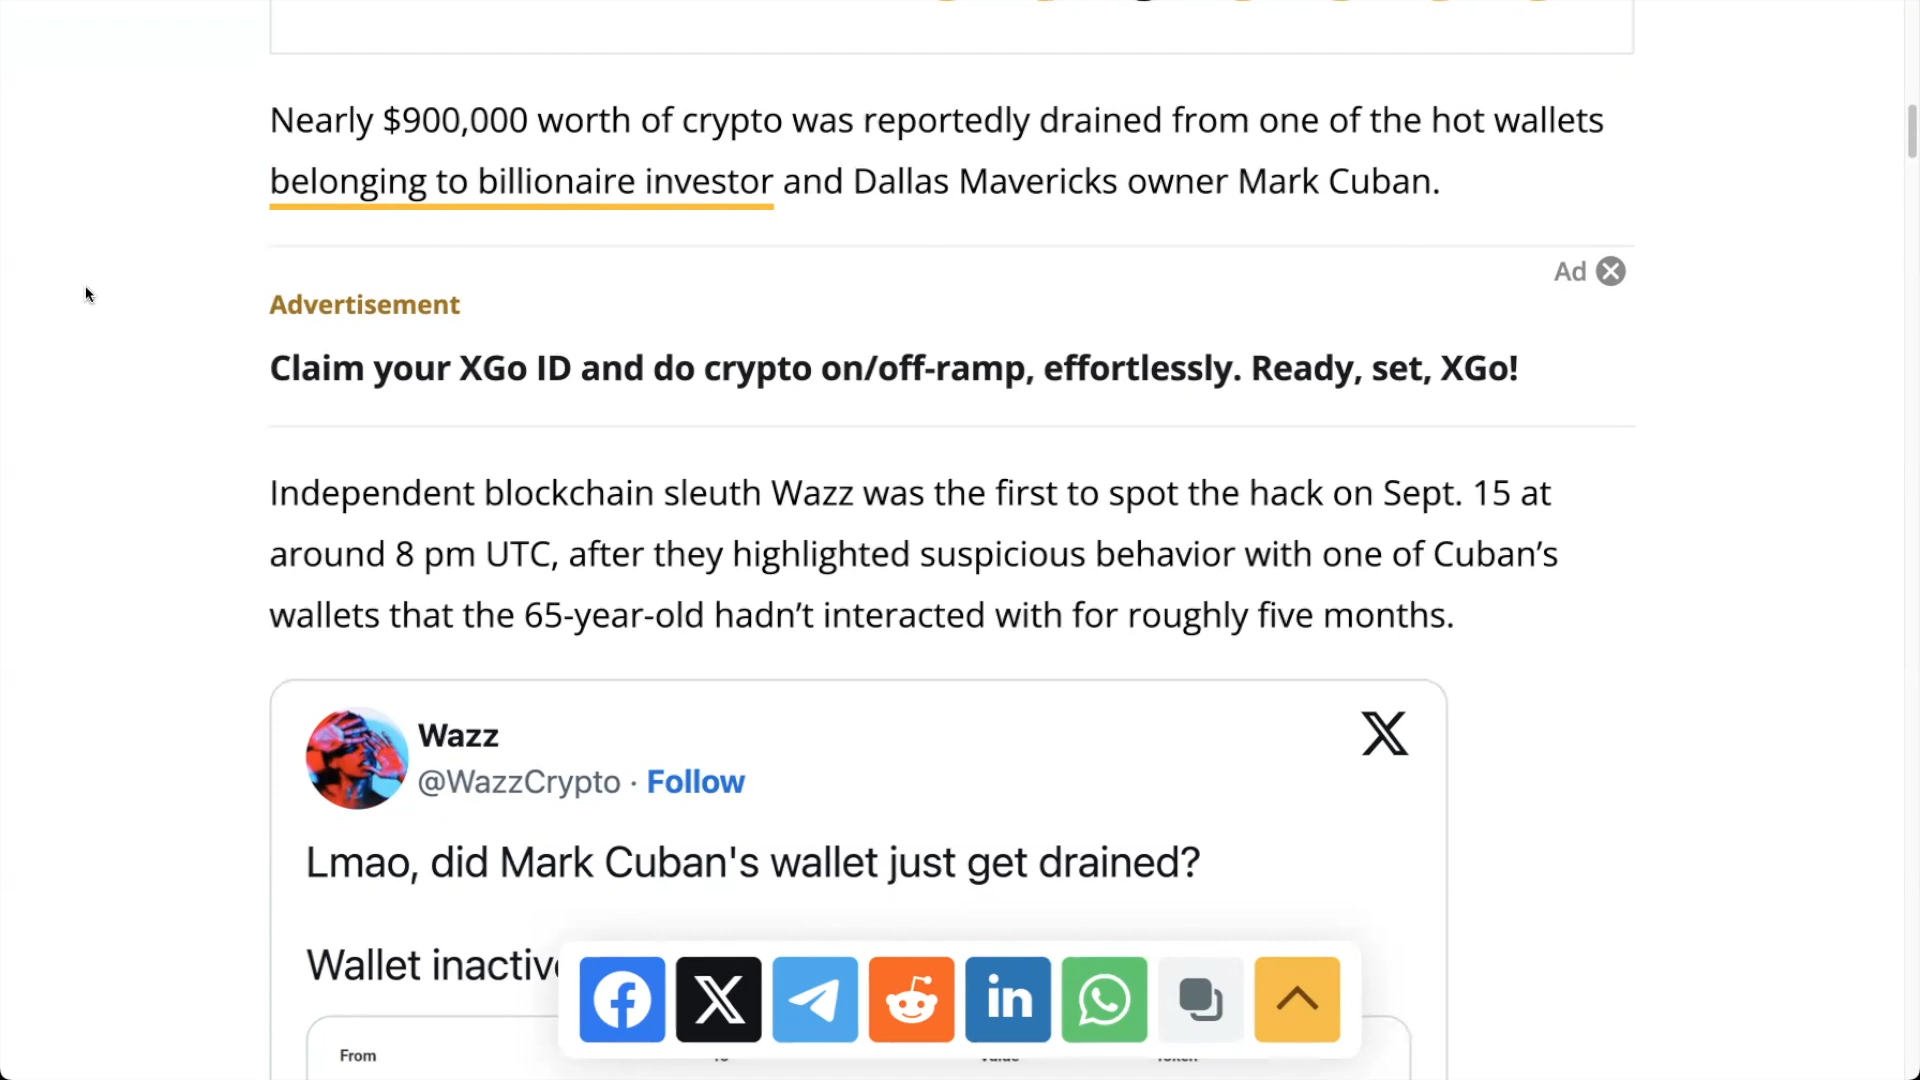 Nearly $900,000 worth of crypto was reportedly drained from one of the hot wallets
belonging to billionaire investor and Dallas Mavericks owner Mark Cuban.
Ad
Advertisement
Claim your XGo ID and do crypto on/off-ramp, effortlessly. Ready, set, XGo!
Independent blockchain sleuth Wazz was the first to spot the hack on Sept. 15 at
around 8 pm UTC, after they highlighted suspicious behavior with one of Cuban’s
wallets that the 65-year-old hadn’t interacted with for roughly five months.
Wazz
@WazzCrypto · Follow
Lmao, did Mark Cuban's wallet just get drained?
Wallet
From